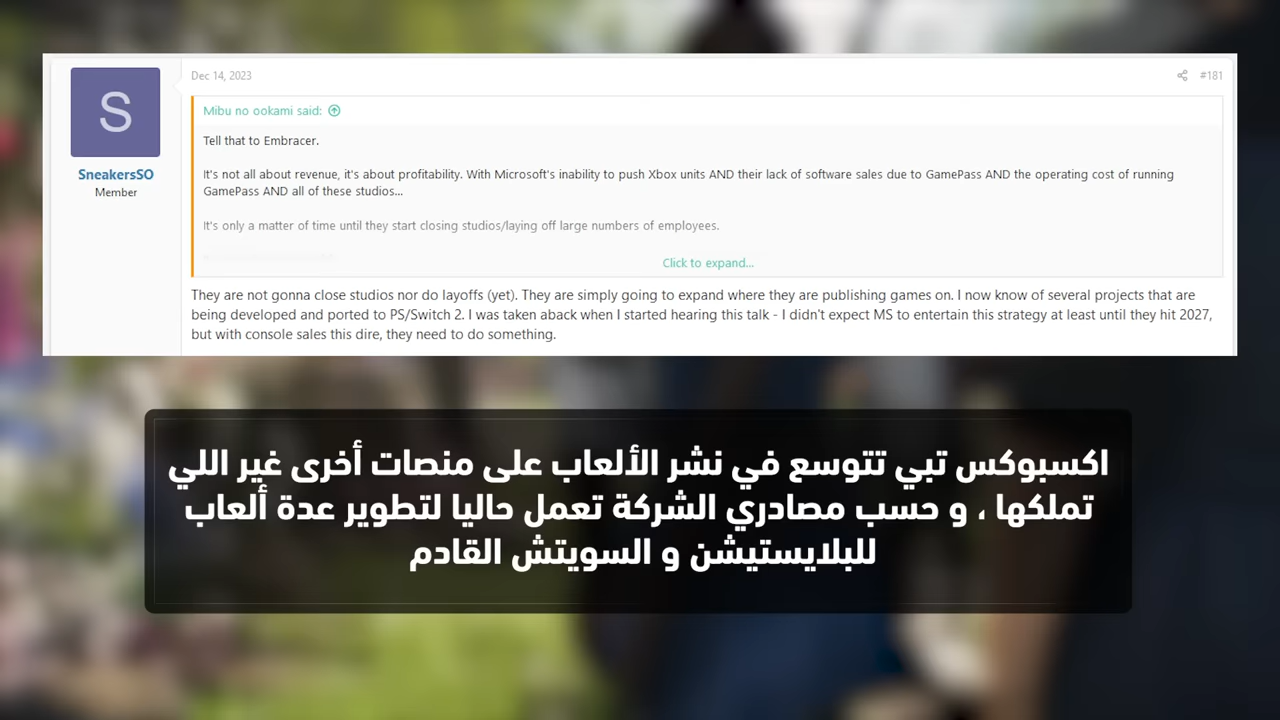 Dec 14, 2023
#181
S
SneakersSO
Member
Mibu no ookami said:
Tell that to Embracer.
It's not all about revenue, it's about profitability. With Microsoft's inability to push Xbox units AND their lack of software sales due to GamePass AND the operating cost of running
GamePass AND all of these studios...
It's only a matter of time until they start closing studios/laying off large numbers of employees.
Click to expand...
They are not gonna close studios nor do layoffs (yet). They are simply going to expand where they are publishing games on. I now know of several projects that are
being developed and ported to PS/Switch 2. I was taken aback when I started hearing this talk - I didn't expect MS to entertain this strategy at least until they hit 2027,
but with console sales this dire, they need to do something.
اكسبوكس تبي تتوسع في نشر الألعاب على منصات أخرى غير اللي
تملكها ، و حسب مصادري الشركة تعمل حاليا لتطوير عدة ألعاب
للبلايستيشن و السويتش القادم